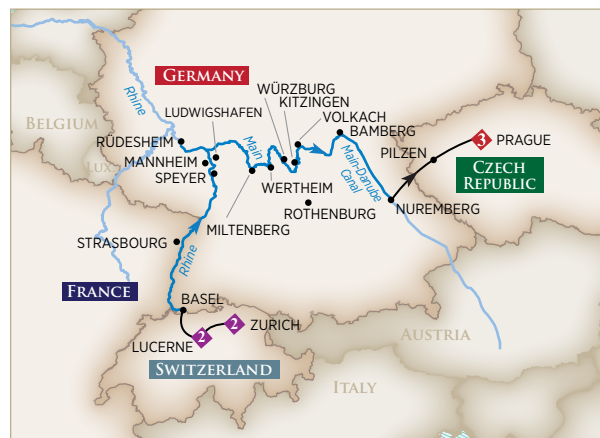 GERMANY
WÜRZBURG
KITZINGEN
VOLKACH
BAMBERG
LUDWIGSHAFEN
Rhine
BELGIUM
RÜDESHEIM
Main
3
PRAGUE
PILZEN
LUX
MANNHEIM
SPEYER
CZECH
REPUBLIC
WERTHEIM
Main-Danube
Canal
ROTHENBURG
NUREMBERG
MILTENBERG
STRASBOURG
Rhine
FRANCE
BASEL
2
2
ZURICH
LUCERNE
AUSTRIA
SWITZERLAND
ITALY